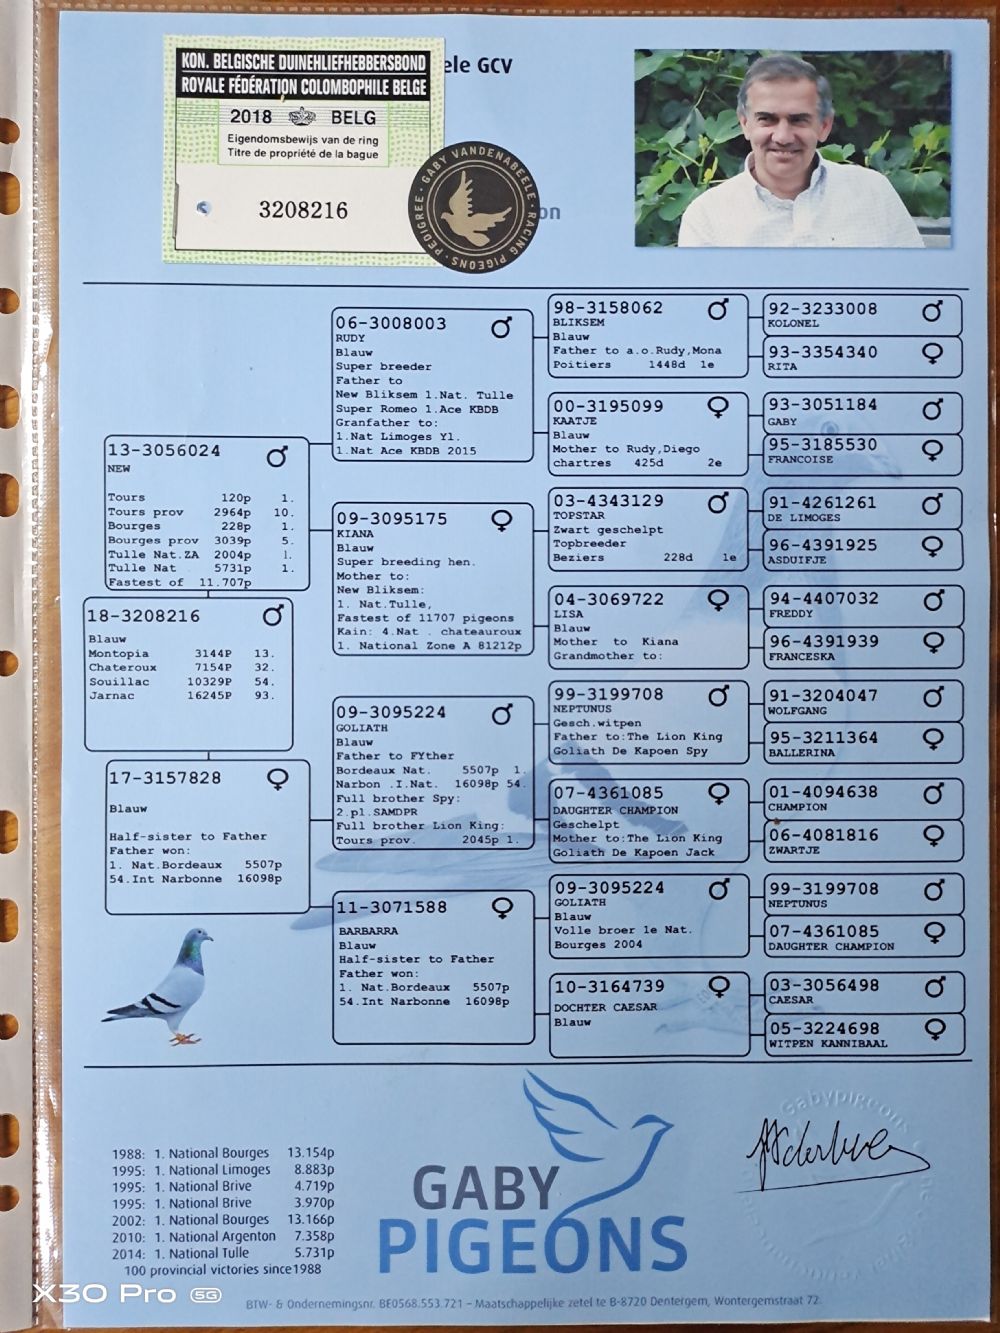 KON. BELGISCHE DUINEHLIEFHEBBERSBOND
ROYALE FÉDÉRATION COLOMBOPHILE BELGE
2018 BELG
Eigendomsbewijs van de ring
Titre de propriété de la bague
3208216
ele GCV
PEDIGREE · GABY VANDENABEELE · RACING PIGEONS ·
on
13-3056024
NEW
Tours 120p 1.
Tours prov 2964p 10.
Bourges 228p 1.
Bourges prov 3039p 5.
Tulle Nat.ZA 2004p 1.
Tulle Nat 5731p 1.
Fastest of 11.707p
18-3208216
Blauw
Montopia 3144P 13.
Chateroux 7154P 32.
Souillac 10329P 54.
Jarnac 16245P 93.
17-3157828
Blauw
Half-sister to Father
Father won:
1. Nat.Bordeaux 5507p
54.Int Narbonne 16098p
06-3008003
RUDY
Blauw
Super breeder
Father to
New Bliksem 1.Nat. Tulle
Super Romeo 1.Ace KBDB
Granfather to:
1.Nat Limoges Yl.
1.Nat Ace KBDB 2015
09-3095175
KIANA
Blauw
Super breeding hen.
Mother to:
New Bliksem:
1. Nat.Tulle,
Fastest of 11707 pigeons
Kain: 4.Nat . chateauroux
1. National Zone A 81212p
09-3095224
GOLIATH
Blauw
Father to FYther
Bordeaux Nat. 5507p 1.
Narbon .I.Nat. 16098p 54.
Full brother Spy:
2.pl.SAMDPR
Full brother Lion King:
Tours prov. 2045p 1.
11-3071588
BARBARRA
Blauw
Half-sister to Father
Father won:
1. Nat.Bordeaux 5507p
54.Int Narbonne 16098p
98-3158062
BLIKSEM
Blauw
Father to a.o.Rudy,Mona
Poitiers 1448d 1e
00-3195099
KAATJE
Blauw
Mother to Rudy,Diego
chartres 425d 2e
03-4343129
TOPSTAR
Zwart geschelpt
Topbreeder
Beziers 228d 1e
04-3069722
LISA
Blauw
Mother to Kiana
Grandmother to:
99-3199708
NEPTUNUS
Gesch.witpen
Father to:The Lion King
Goliath De Kapoen Spy
07-4361085
DAUGHTER CHAMPION
Geschelpt
Mother to:The Lion King
Goliath De Kapoen Jack
09-3095224
GOLIATH
Blauw
Volle broer 1e Nat.
Bourges 2004
10-3164739
DOCHTER CAESAR
Blauw
92-3233008
KOLONEL
93-3354340
RITA
93-3051184
GABY
95-3185530
FRANCOISE
91-4261261
DE LIMOGES
96-4391925
ASDUIFJE
94-4407032
FREDDY
96-4391939
FRANCESKA
91-3204047
WOLFGANG
95-3211364
BALLERINA
01-4094638
CHAMPION
06-4081816
ZWARTJE
99-3199708
NEPTUNUS
07-4361085
DAUGHTER CHAMPION
03-3056498
CAESAR
05-3224698
WITPEN KANNIBAAL
1988: 1. National Bourges 13.154p
1995: 1. National Limoges 8.883p
1995: 1. National Brive 4.719p
1995: 1. National Brive 3.970p
2002: 1. National Bourges 13.166p
2010: 1. National Argenton 7.358p
2014: 1. National Tulle 5.731p
100 provincial victories since1988
GABY
PIGEONS
Gabypigeons
X30 Pro 5G
BTW- & Ondernemingsnr. BE0568.553.721 – Maatschappelijke zetel te B-8720 Dentergem, Wontergemstraat 72.